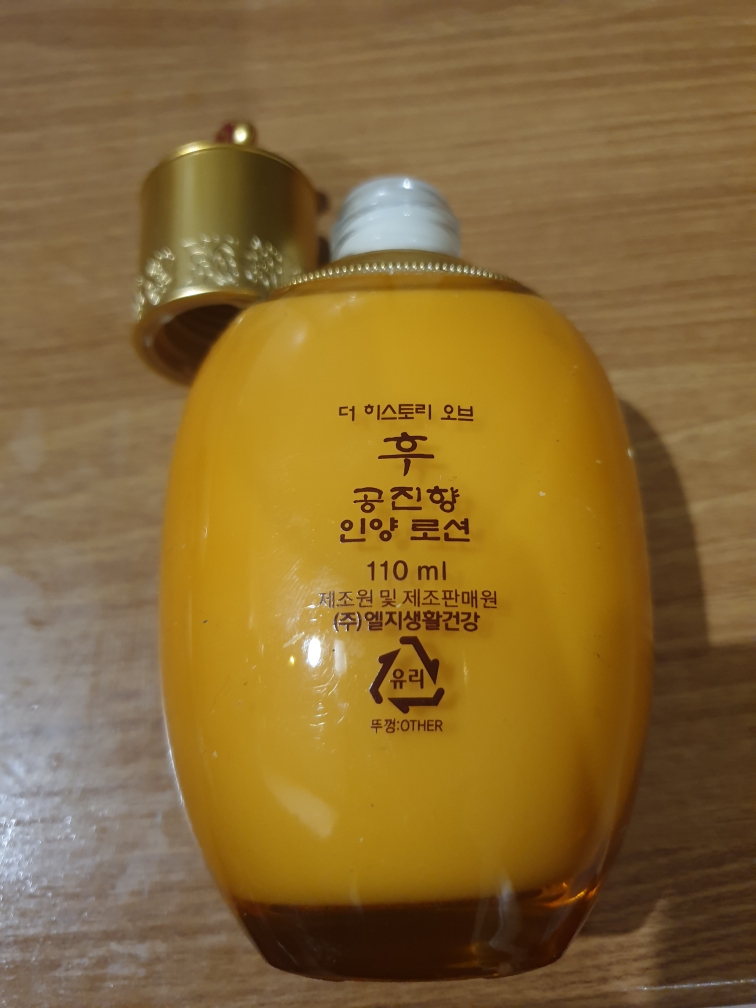 더 히스토리 오브
후
공진향
인양 로션
110 ml
제조원 및 제조판매원
(주)엘지생활건강
유리
뚜껑:OTHER